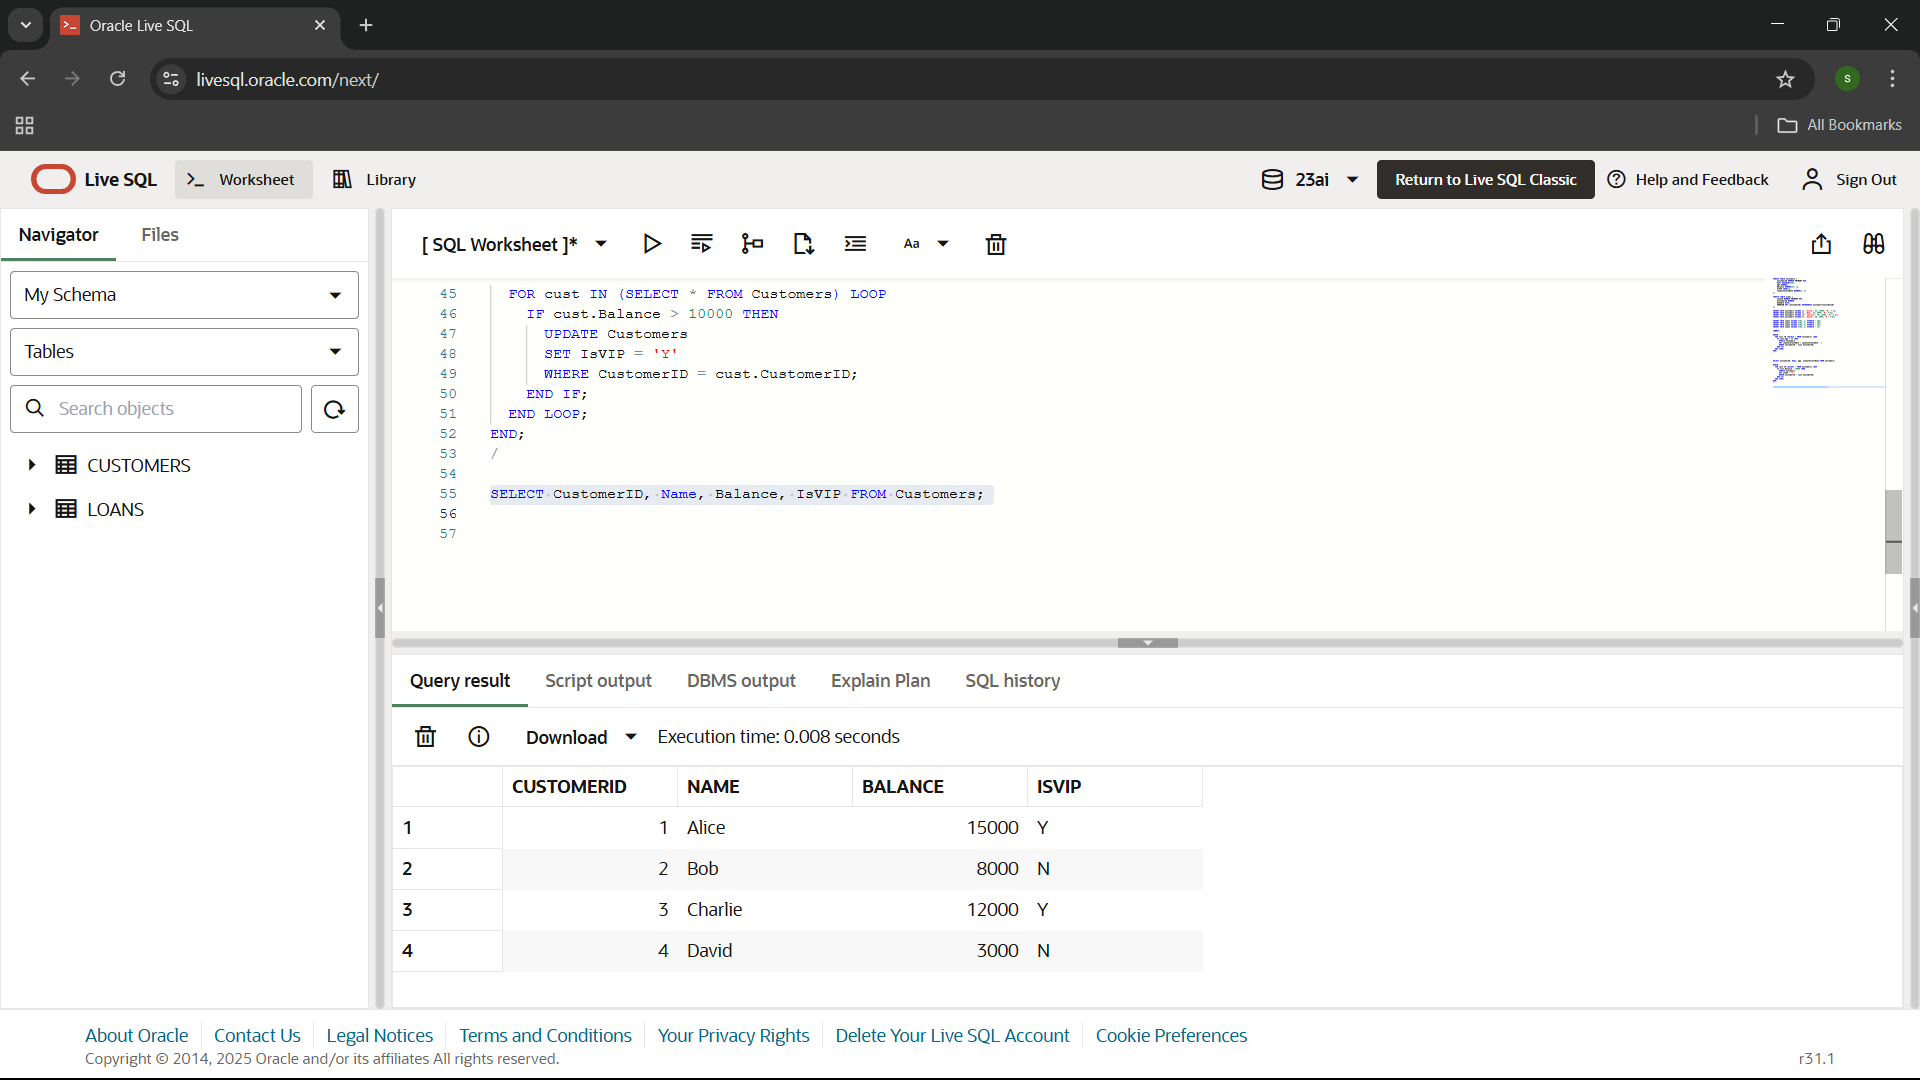 Oracle Live SQL
livesql.oracle.com/next/
S
All Bookmarks
Live SQL
Worksheet
Library
23ai
Return to Live SQL Classic
Help and Feedback
Sign Out
Navigator
Files
[ SQL Worksheet ]*
Aa
My Schema
Tables
Search objects
CUSTOMERS
LOANS
45 FOR cust IN (SELECT * FROM Customers) LOOP
46 IF cust.Balance > 10000 THEN
47 UPDATE Customers
48 SET IsVIP = 'Y'
49 WHERE CustomerID = cust.CustomerID;
50 END IF;
51 END LOOP;
52 END;
53 /
54
55 SELECT CustomerID, Name, Balance, IsVIP FROM Customers;
56
57
Query result
Script output
DBMS output
Explain Plan
SQL history
Download
Execution time: 0.008 seconds
CUSTOMERID NAME BALANCE ISVIP
1 1 Alice 15000 Y
2 2 Bob 8000 N
3 3 Charlie 12000 Y
4 4 David 3000 N
About Oracle
Contact Us
Legal Notices
Terms and Conditions
Your Privacy Rights
Delete Your Live SQL Account
Cookie Preferences
Copyright © 2014, 2025 Oracle and/or its affiliates All rights reserved.
r31.1